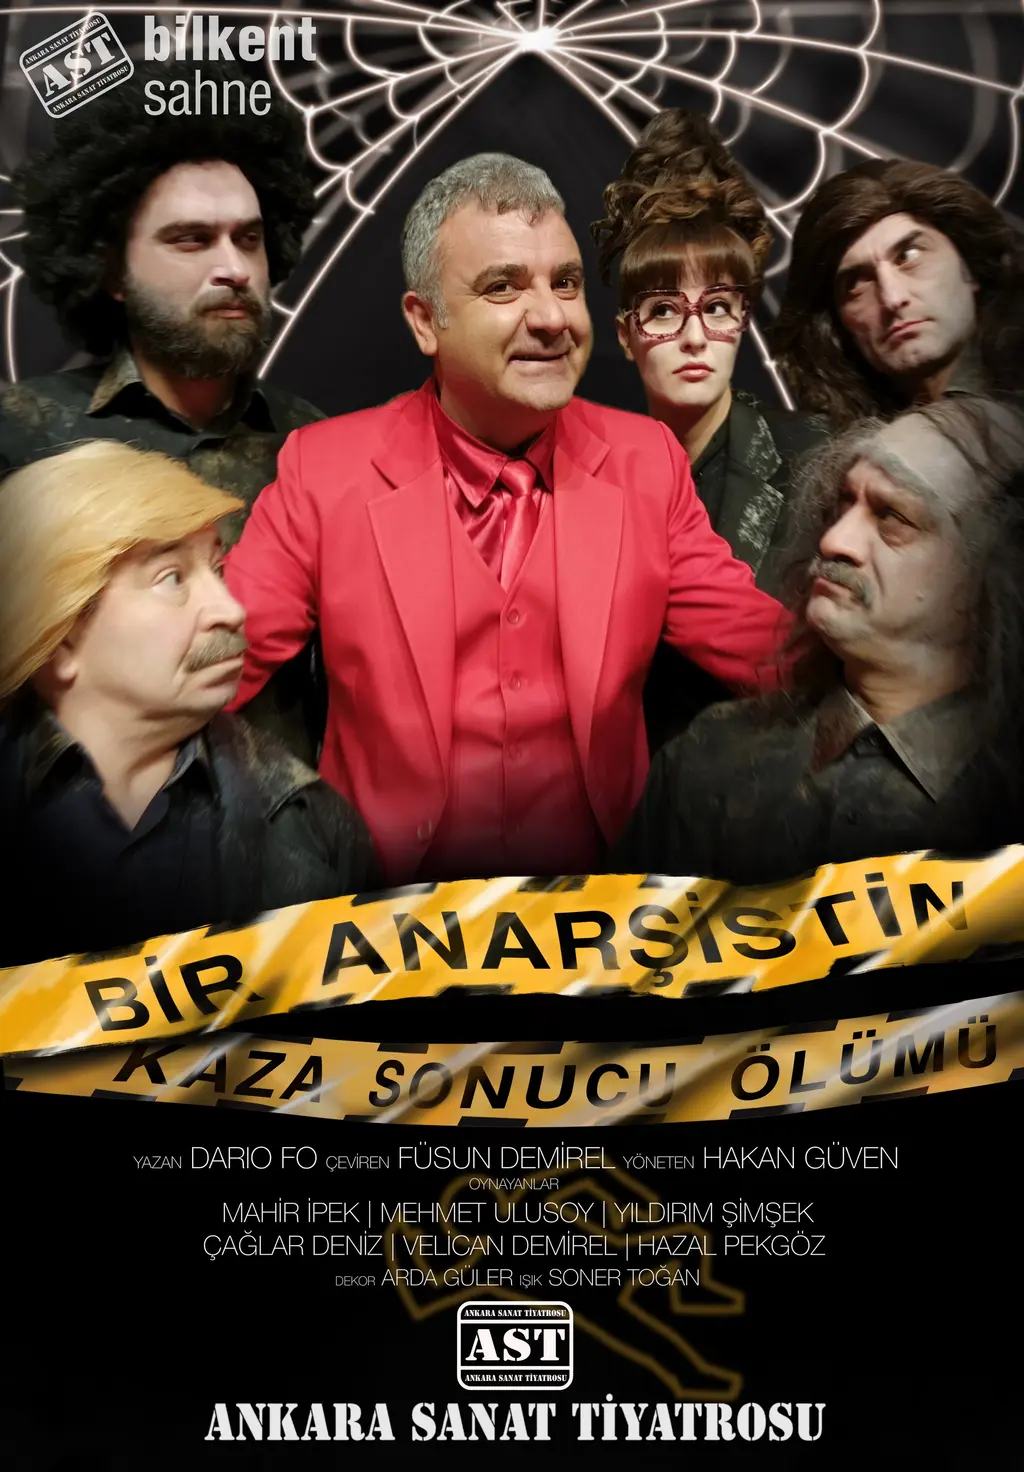 ANKARA SANAT TİYATROSU
AST
ANKARA SANAT TİYATROSU
bilkent
sahne
BİR ANARŞİSTİN
KAZA SONUCU ÖLÜMÜ
YAZAN DARIO FO ÇEVİREN FÜSUN DEMİREL YÖNETEN HAKAN GÜVEN
OYNAYANLAR
MAHİR İPEK | MEHMET ULUSOY | YILDIRIM ŞİMŞEK
ÇAĞLAR DENİZ | VELİCAN DEMİREL | HAZAL PEKGÖZ
DEKOR ARDA GÜLER IŞIK SONER TOĞAN
ANKARA SANAT TİYATROSU
AST
ANKARA SANAT TİYATROSU
ANKARA SANAT TİYATROSU